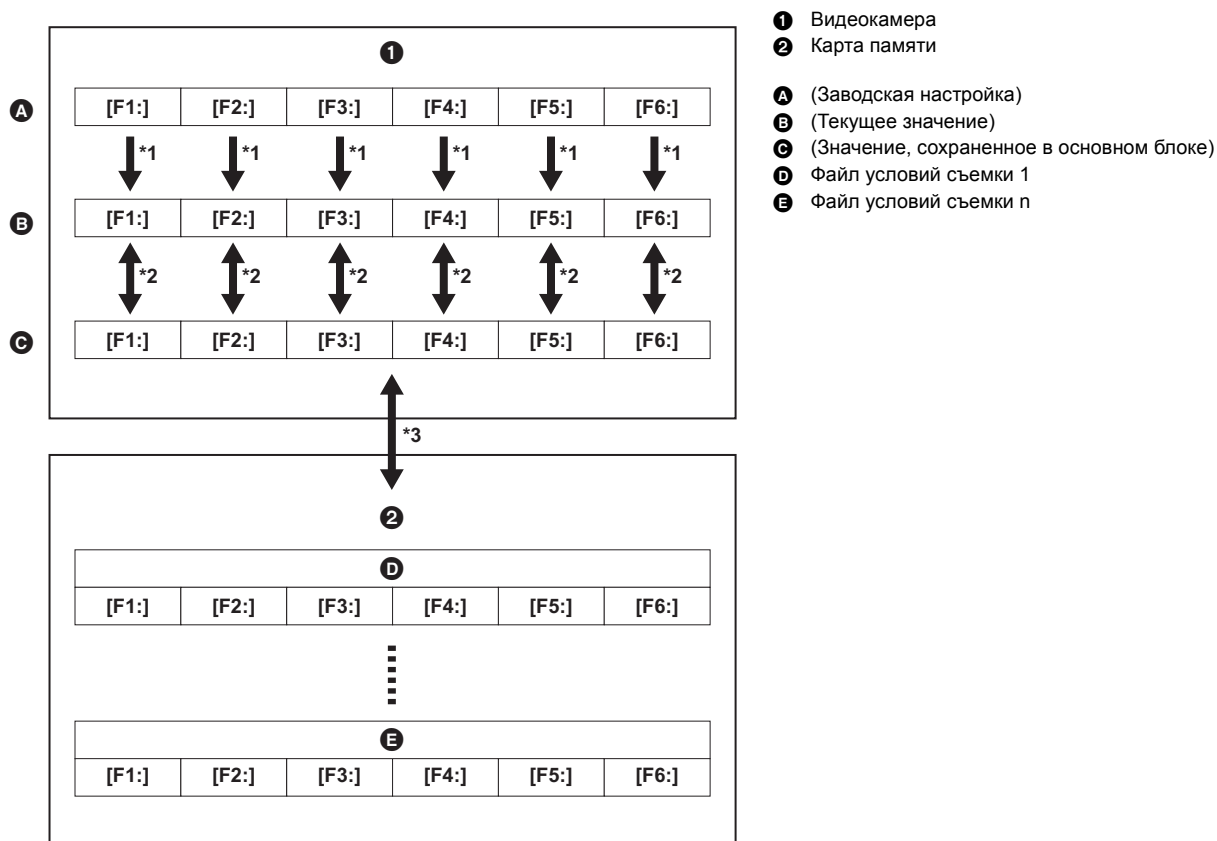 ❶ Видеокамера
❷ Карта памяти
Ⓐ (Заводская настройка)
Ⓑ (Текущее значение)
Ⓒ (Значение, сохраненное в основном блоке)
Ⓓ Файл условий съемки 1
Ⓔ Файл условий съемки n
❶
Ⓐ [F1:] [F2:] [F3:] [F4:] [F5:] [F6:]
*1 *1 *1 *1 *1 *1
Ⓑ [F1:] [F2:] [F3:] [F4:] [F5:] [F6:]
*2 *2 *2 *2 *2 *2
Ⓒ [F1:] [F2:] [F3:] [F4:] [F5:] [F6:]
*3
❷
Ⓓ
[F1:] [F2:] [F3:] [F4:] [F5:] [F6:]
Ⓔ
[F1:] [F2:] [F3:] [F4:] [F5:] [F6:]